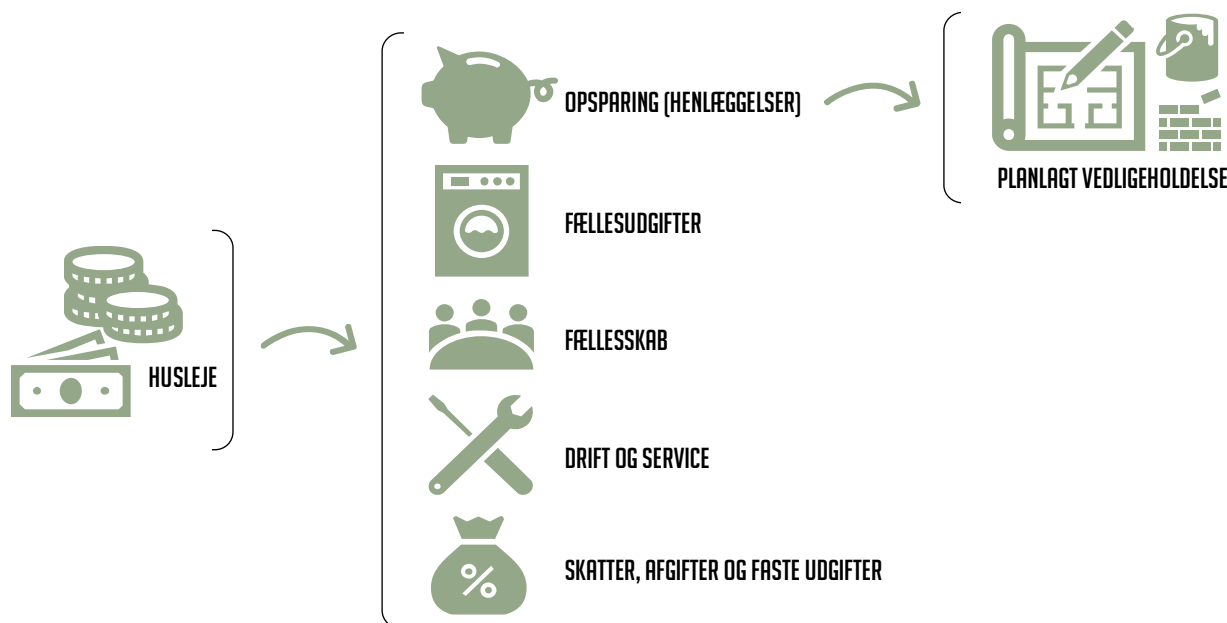 HUSLEJE
OPSPARING (HENLÆGGELSER)
FÆLLESUDGIFTER
FÆLLESSKAB
DRIFT OG SERVICE
%
SKATTER, AFGIFTER OG FASTE UDGIFTER
PLANLAGT VEDLIGEHOLDELSE